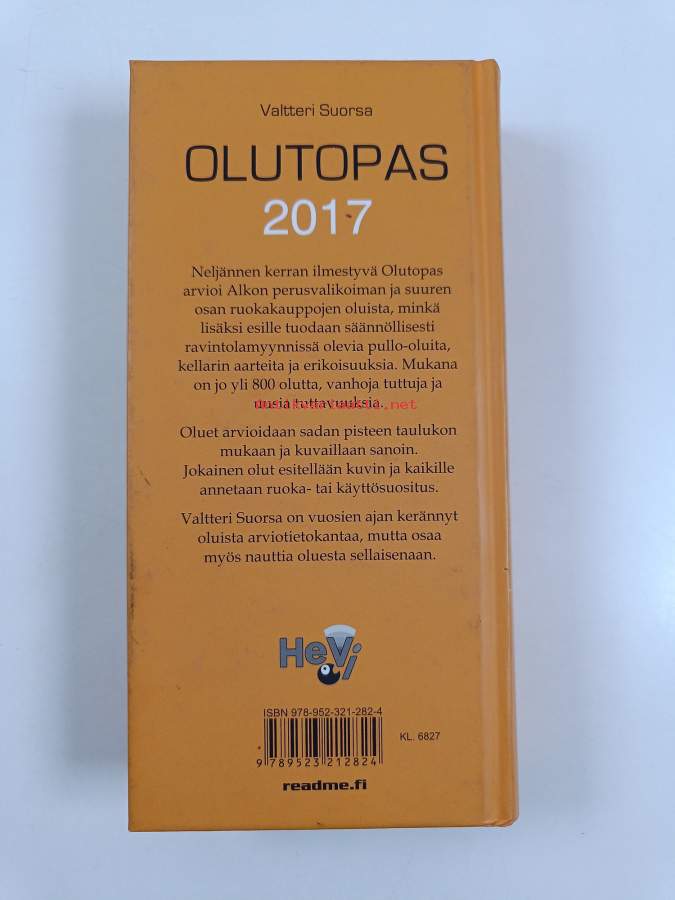 Valtteri Suorsa
OLUTOPAS
2017
Neljännen kerran ilmestyvä Olutopas
arvioi Alkon perusvalikoiman ja suuren
osan ruokakauppojen oluista, minkä
lisäksi esille tuodaan säännöllisesti
ravintolamyynnissä olevia pullo-oluita,
kellarin aarteita ja erikoisuuksia. Mukana
on jo yli 800 olutta, vanhoja tuttuja ja
uusia tuttavuuksia.
Antikvariaatti.net
Oluet arvioidaan sadan pisteen taulukon
mukaan ja kuvaillaan sanoin.
Jokainen olut esitellään kuvin ja kaikille
annetaan ruoka- tai käyttösuositus.
Valtteri Suorsa on vuosien ajan kerännyt
oluista arviotietokantaa, mutta osaa
myös nauttia oluesta sellaisenaan.
HeVi
ISBN 978-952-321-282-4
KL. 6827
9 789523 212824
readme.fi